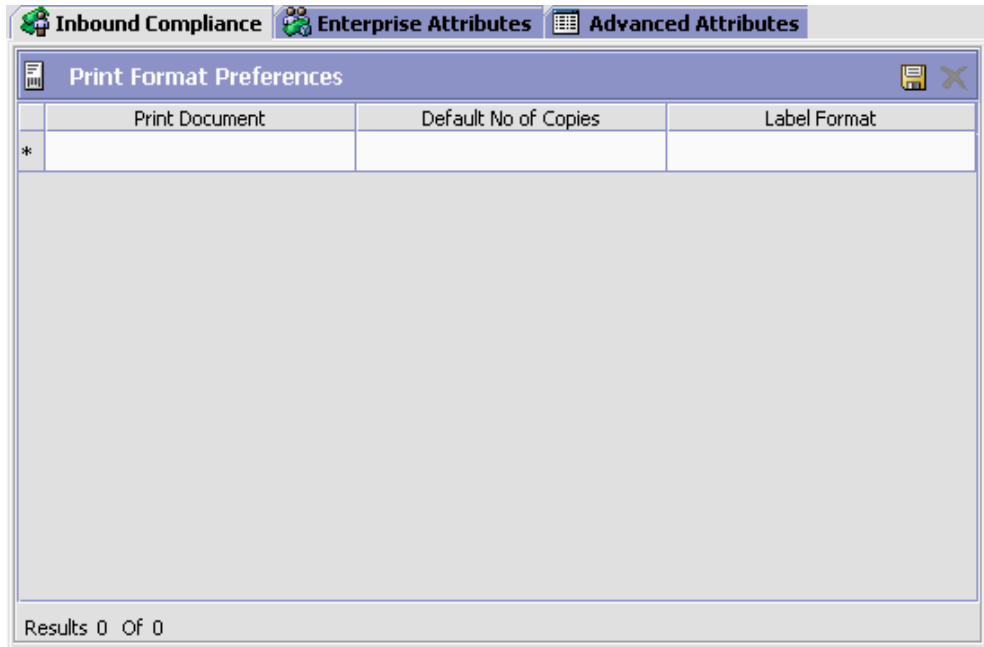 Inbound Compliance Enterprise Attributes Advanced Attributes
Print Format Preferences
Print Document Default No of Copies Label Format
*
Results 0 Of 0